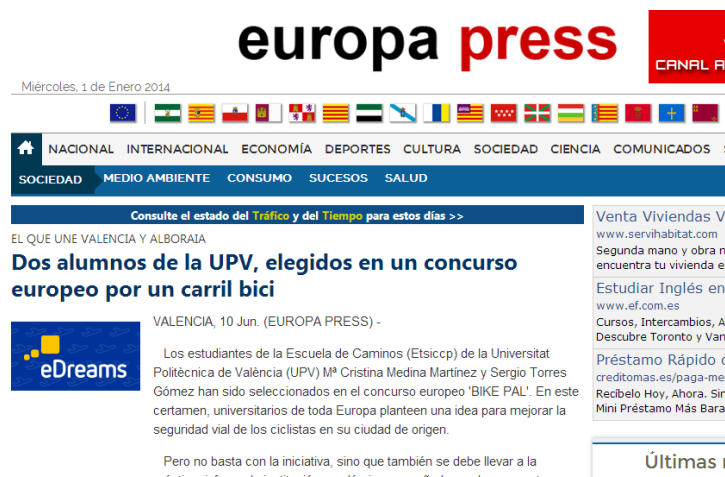 europa press
CANAL
Miércoles, 1 de Enero 2014
NACIONAL INTERNACIONAL ECONOMÍA DEPORTES CULTURA SOCIEDAD CIENCIA COMUNICADOS
SOCIEDAD MEDIO AMBIENTE CONSUMO SUCESOS SALUD
Consulte el estado del Tráfico y del Tiempo para estos días >>
EL QUE UNE VALENCIA Y ALBORAIA
Dos alumnos de la UPV, elegidos en un concurso
europeo por un carril bici
eDreams
VALENCIA, 10 Jun. (EUROPA PRESS) -
Los estudiantes de la Escuela de Caminos (Etsiccp) de la Universitat
Politècnica de València (UPV) Mª Cristina Medina Martínez y Sergio Torres
Gómez han sido seleccionados en el concurso europeo 'BIKE PAL'. En este
certamen, universitarios de toda Europa planteen una idea para mejorar la
seguridad vial de los ciclistas en su ciudad de origen.
Pero no basta con la iniciativa, sino que también se debe llevar a la
Venta Viviendas V
www.servihabitat.com
Segunda mano y obra n
encuentra tu vivienda e
Estudiar Inglés en
www.ef.com.es
Cursos, Intercambios, A
Descubre Toronto y Van
Préstamo Rápido
creditomas.es/paga-me
Recíbelo Hoy, Ahora. Sin
Mini Préstamo Más Bara
Últimas